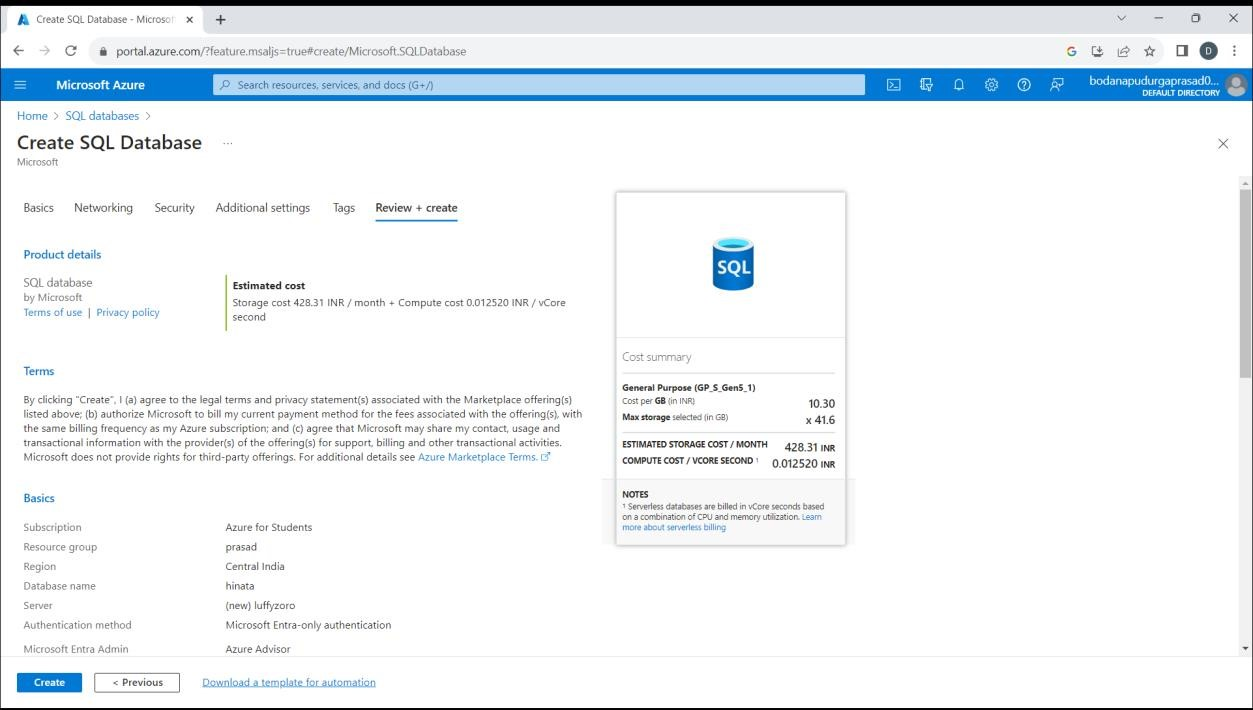 Create SQL Database - Microsof
portal.azure.com/?feature.msaljs=true#create/Microsoft.SQLDatabase
D
Microsoft Azure
Search resources, services, and docs (G+/)
bodanapudurgaprasad0...
DEFAULT DIRECTORY
Home > SQL databases >
Create SQL Database ...
Microsoft
Basics Networking Security Additional settings Tags Review + create
Product details
SQL database
by Microsoft
Terms of use | Privacy policy
Estimated cost
Storage cost 428.31 INR / month + Compute cost 0.012520 INR / vCore
second
Terms
By clicking "Create", I (a) agree to the legal terms and privacy statement(s) associated with the Marketplace offering(s)
listed above; (b) authorize Microsoft to bill my current payment method for the fees associated with the offering(s), with
the same billing frequency as my Azure subscription; and (c) agree that Microsoft may share my contact, usage and
transactional information with the provider(s) of the offering(s) for support, billing and other transactional activities.
Microsoft does not provide rights for third-party offerings. For additional details see Azure Marketplace Terms.
Basics
Subscription Azure for Students
Resource group prasad
Region Central India
Database name hinata
Server (new) luffyzoro
Authentication method Microsoft Entra-only authentication
Microsoft Entra Admin Azure Advisor
SQL
Cost summary
General Purpose (GP_S_Gen5_1)
Cost per GB (in INR) 10.30
Max storage selected (in GB) x 41.6
ESTIMATED STORAGE COST / MONTH 428.31 INR
COMPUTE COST / VCORE SECOND ¹ 0.012520 INR
NOTES
¹ Serverless databases are billed in vCore seconds based
on a combination of CPU and memory utilization. Learn
more about serverless billing
Create < Previous Download a template for automation